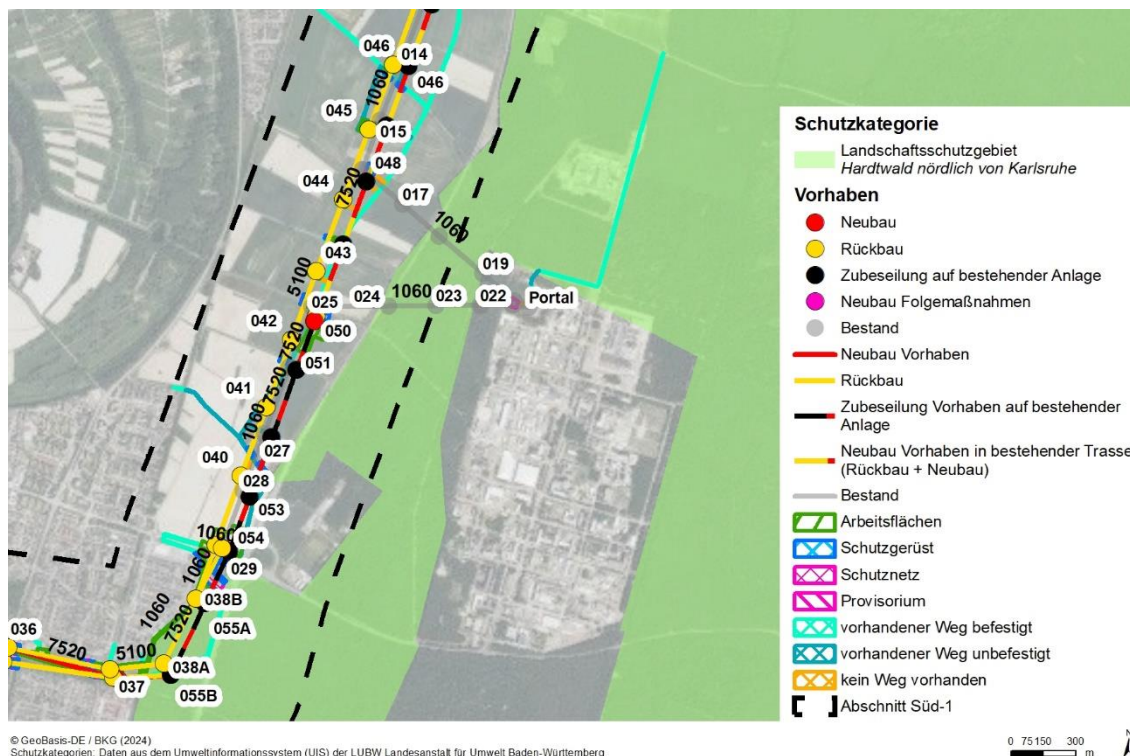 046
014
1060
046
045
015
048
044
7520
017
1060
043
019
5100
025
024
1060
023
022
Portal
042
050
7520
051
041
7520
1060
027
040
028
053
1060
054
1060
029
1060
038B
7520
055A
036
7520
5100
038A
037
055B
Schutzkategorie
Landschaftsschutzgebiet
Hardtwald nördlich von Karlsruhe
Vorhaben
Neubau
Rückbau
Zubeseilung auf bestehender Anlage
Neubau Folgemaßnahmen
Bestand
Neubau Vorhaben
Rückbau
Zubeseilung Vorhaben auf bestehender
Anlage
Neubau Vorhaben in bestehender Trasse
(Rückbau + Neubau)
Bestand
Arbeitsflächen
Schutzgerüst
Schutznetz
Provisorium
vorhandener Weg befestigt
vorhandener Weg unbefestigt
kein Weg vorhanden
Abschnitt Süd-1
© GeoBasis-DE / BKG (2024)
Schutzkategorien: Daten aus dem Umweltinformationssystem (UIS) der LUBW Landesanstalt für Umwelt Baden-Württemberg
0 75 150 300 m
N